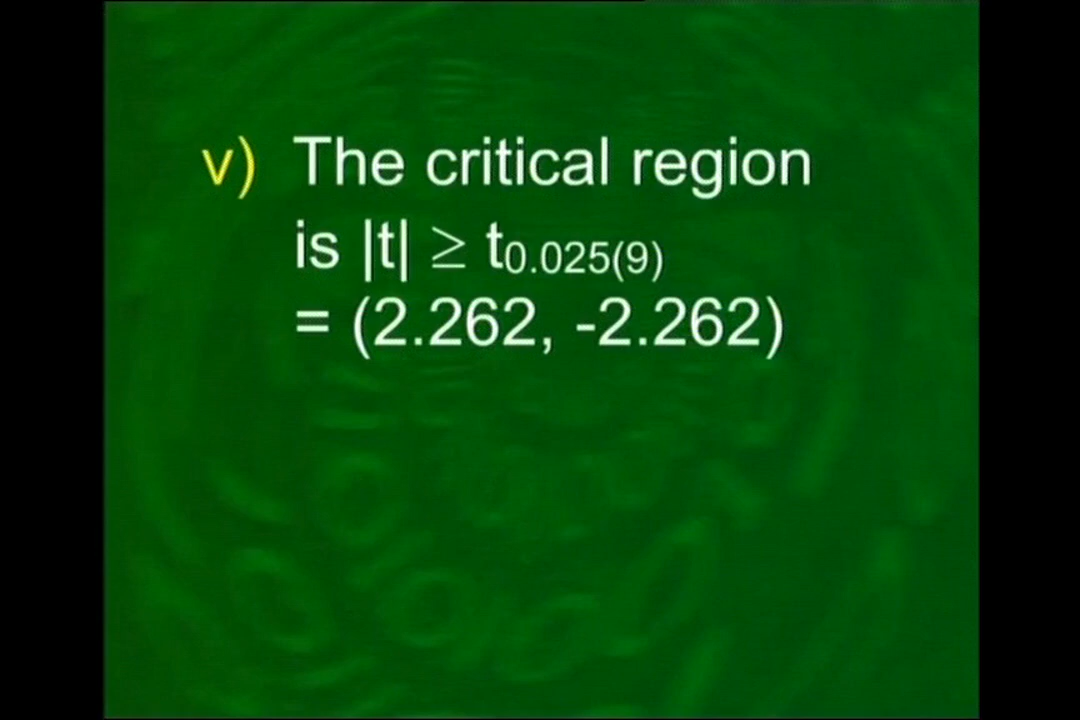 v) The critical region
is |t| ≥ t0.025(9)
= (2.262, -2.262)